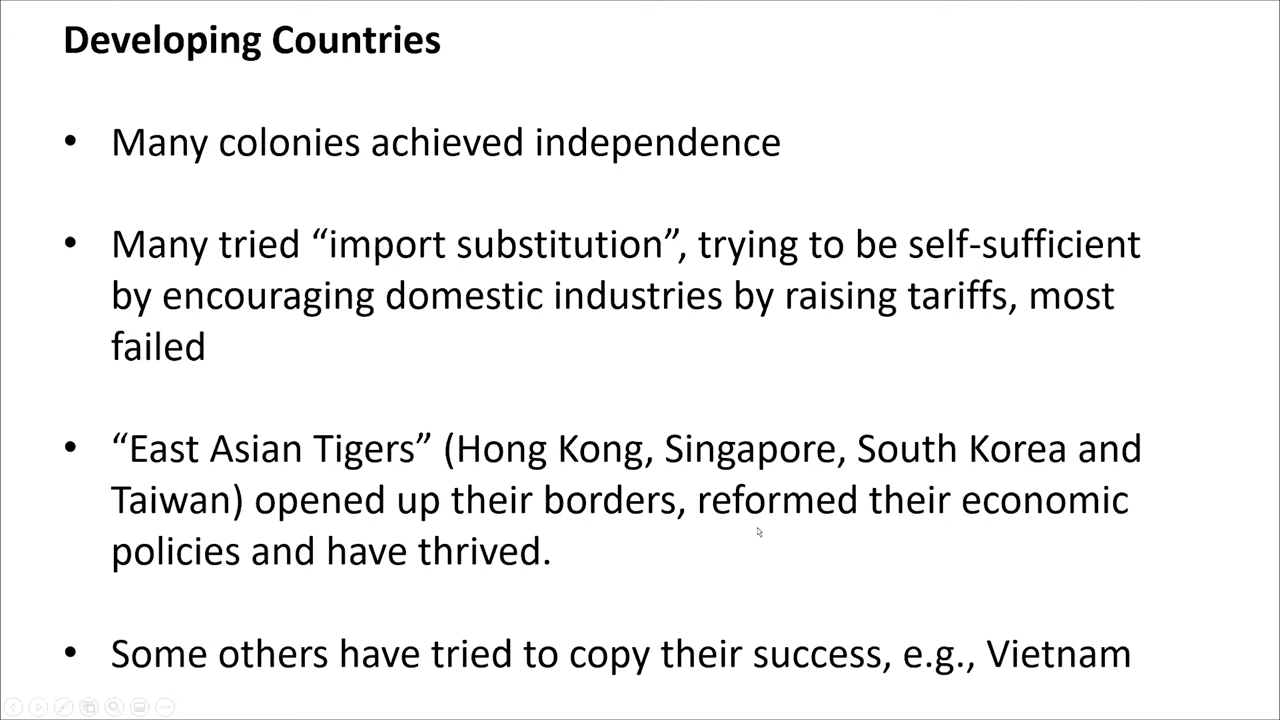 Developing Countries
• Many colonies achieved independence
• Many tried “import substitution”, trying to be self-sufficient
by encouraging domestic industries by raising tariffs, most
failed
• “East Asian Tigers” (Hong Kong, Singapore, South Korea and
Taiwan) opened up their borders, reformed their economic
policies and have thrived.
• Some others have tried to copy their success, e.g., Vietnam